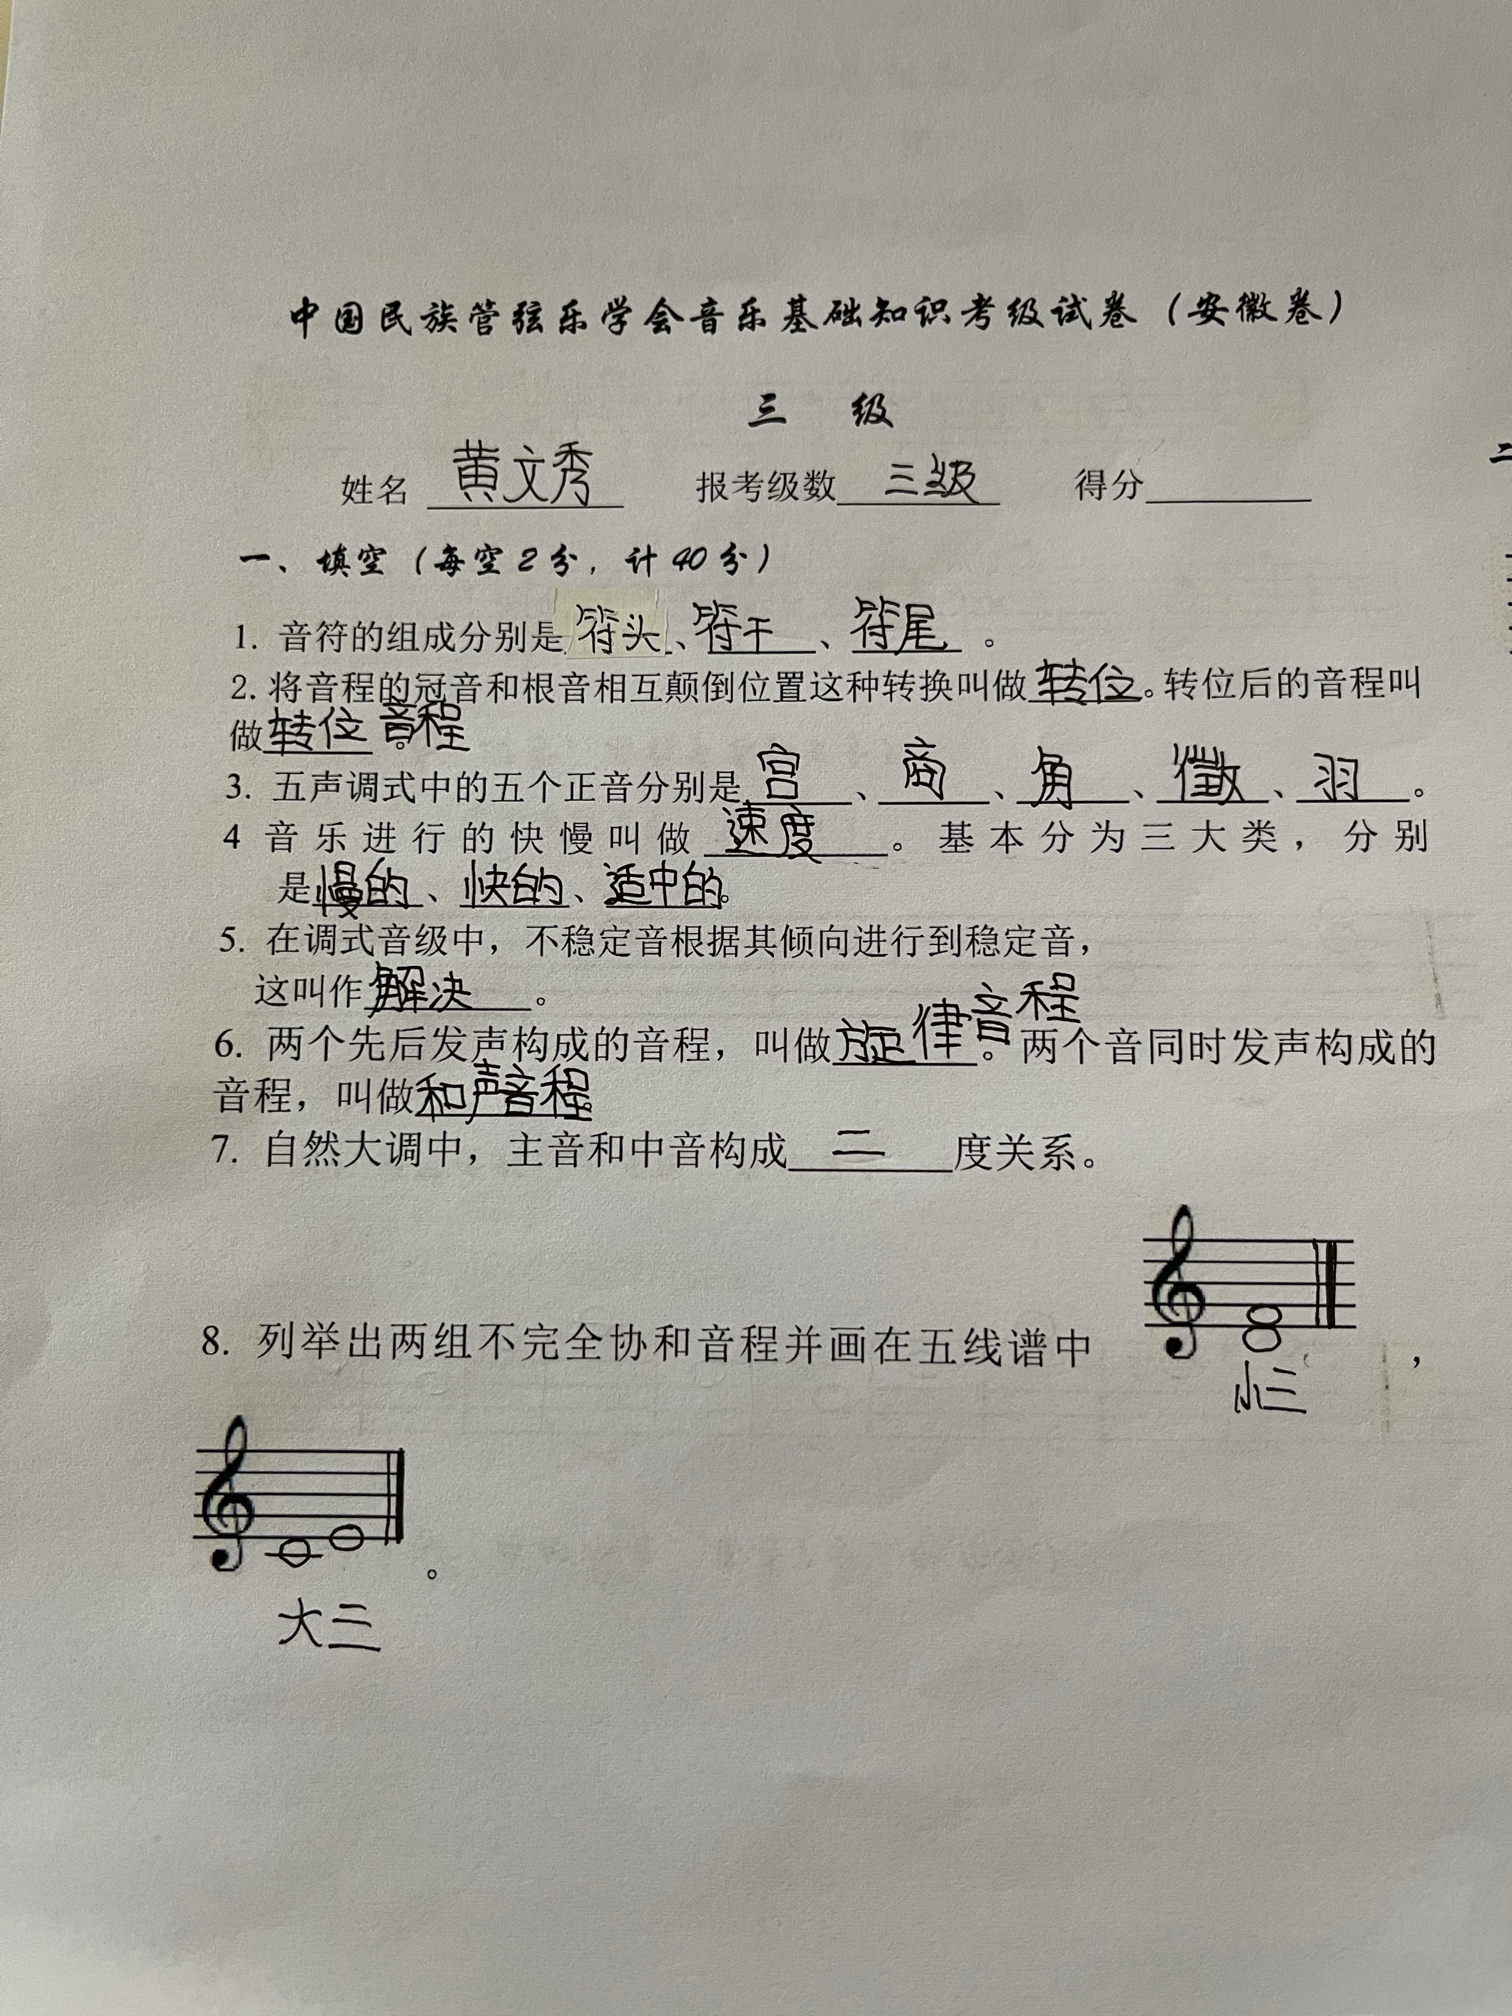 中国民族管弦乐学会音乐基础知识考级试卷（安徽卷）
三 级
姓名 黄文秀 报考级数 三级 得分
一、填空（每空2分，计40分）
1. 音符的组成分别是 符头、符干、符尾。
2. 将音程的冠音和根音相互颠倒位置这种转换叫做转位。转位后的音程叫
做转位音程。
3. 五声调式中的五个正音分别是 宫、商、角、徵、羽。
4 音乐进行的快慢叫做 速度。基本分为三大类，分别
是慢的、快的、适中的。
5. 在调式音级中，不稳定音根据其倾向进行到稳定音，
这叫作解决。
6. 两个先后发声构成的音程，叫做旋律音程。两个音同时发声构成的
音程，叫做和声音程。
7. 自然大调中，主音和中音构成 二 度关系。
8. 列举出两组不完全协和音程并画在五线谱中 ，
小三
。
大三